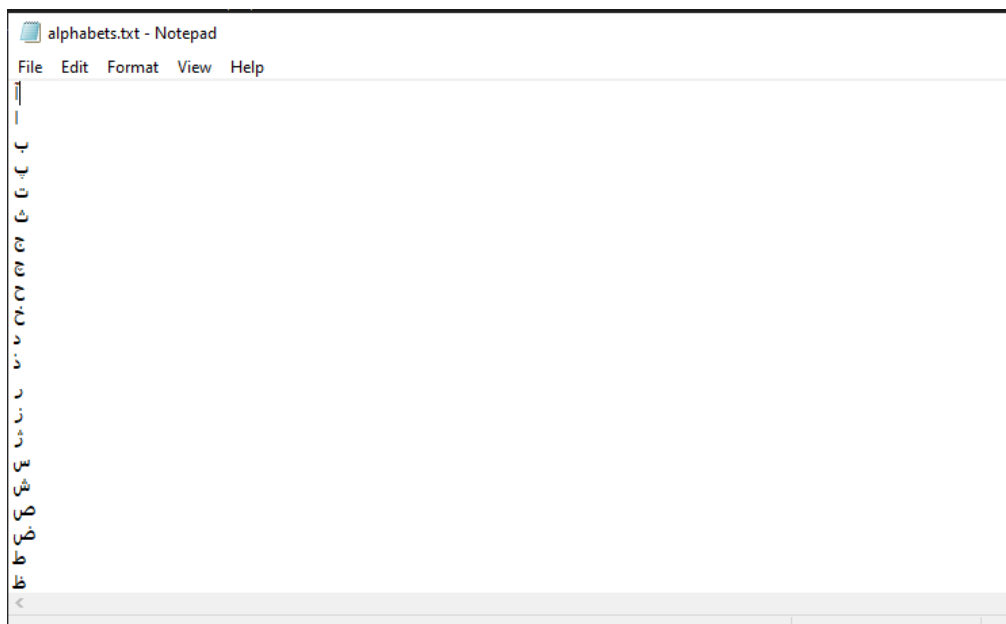 alphabets.txt - Notepad
File Edit Format View Help
آ
ا
ب
پ
ت
ث
ج
چ
ح
خ
د
ذ
ر
ز
ژ
س
ش
ص
ض
ط
ظ